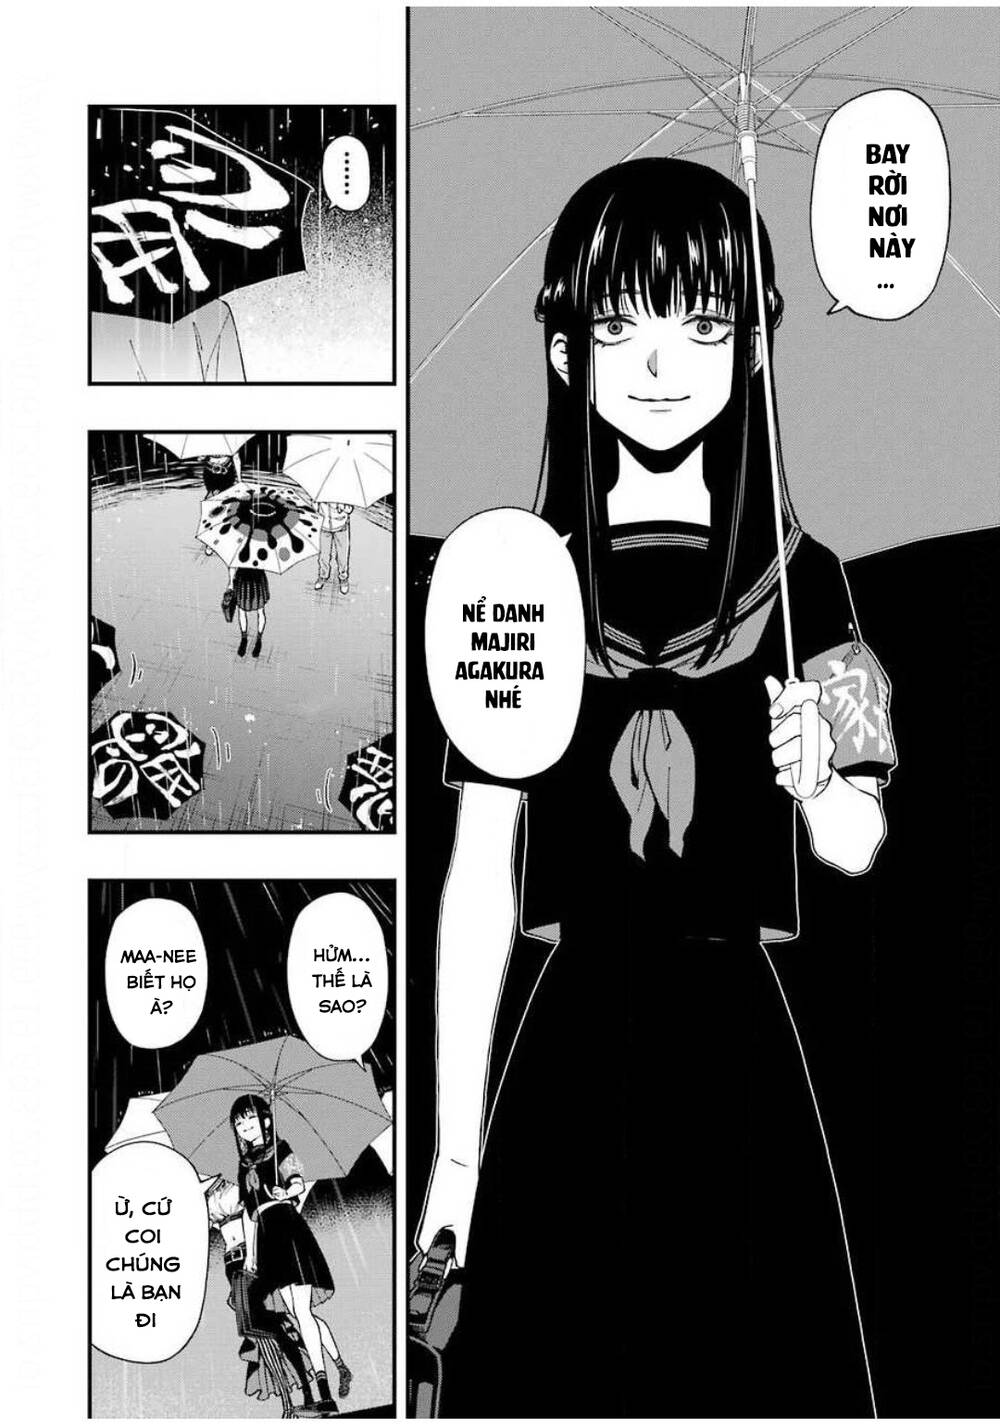 BAY
RỜI
NƠI
NÀY
...
NỂ DANH
MAJIRI
AGAKURA
NHÉ
......
HỬM...
THẾ LÀ
SAO?
MAA-NEE
BIẾT HỌ
À?
Ừ, CỨ
COI
CHÚNG
LÀ BẠN
ĐI
家